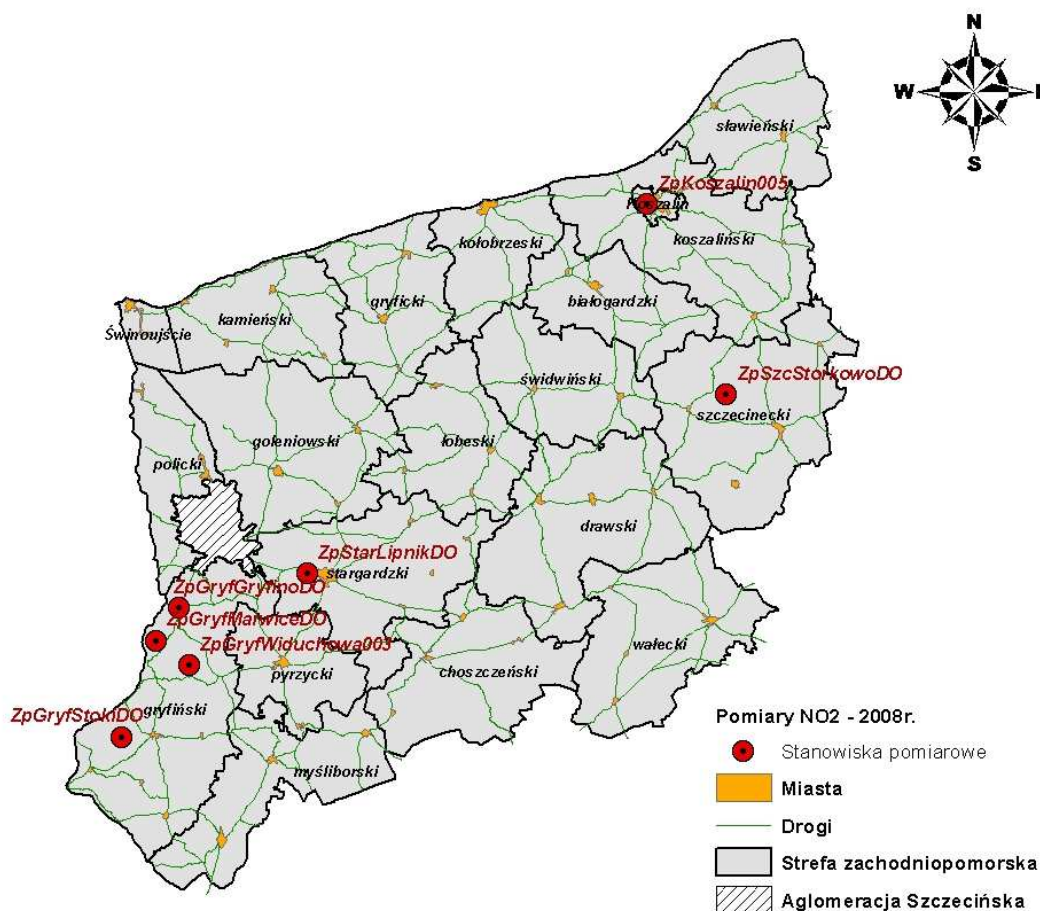 N
W
E
S
sławieński
ZpKoszalin005
Koszalin
kołobrzeski
koszaliński
gryficki
białogardzki
kamieński
Świnoujście
świdwiński
ZpSzcStorkowoDO
szczecinecki
goleniowski
łobeski
policki
drawski
ZpStarLipnikDO
stargardzki
ZpGryfGryfinoDO
ZpGryfMarwiceDO
ZpGryfWiduchowa003
wałecki
choszczeński
pyrzycki
ZpGryfStokiDO
gryfiński
myśliborski
Pomiary NO2 - 2008r.
Stanowiska pomiarowe
Miasta
Drogi
Strefa zachodniopomorska
Aglomeracja Szczecińska